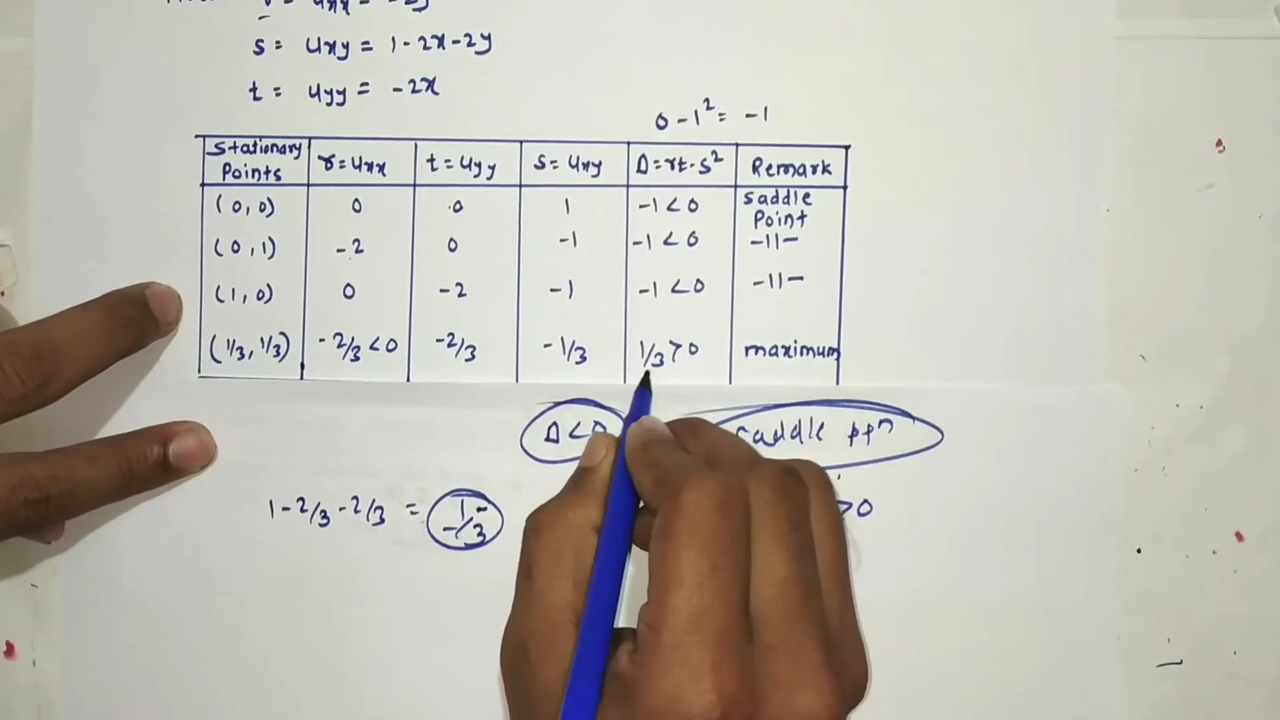 s = uxy = 1-2x-2y
t = uyy = -2x
0-1² = -1
Stationary Points r=uxx t=uyy s=uxy Δ=rt-s² Remark
(0,0) 0 0 1 -1<0 saddle point
(0,1) -2 0 -1 -1<0 -11-
(1,0) 0 -2 -1 -1<0 -11-
(1/3, 1/3) -2/3<0 -2/3 -1/3 1/3>0 maximum
Δ<0 saddle
1-2/3-2/3 = -1/3
>0